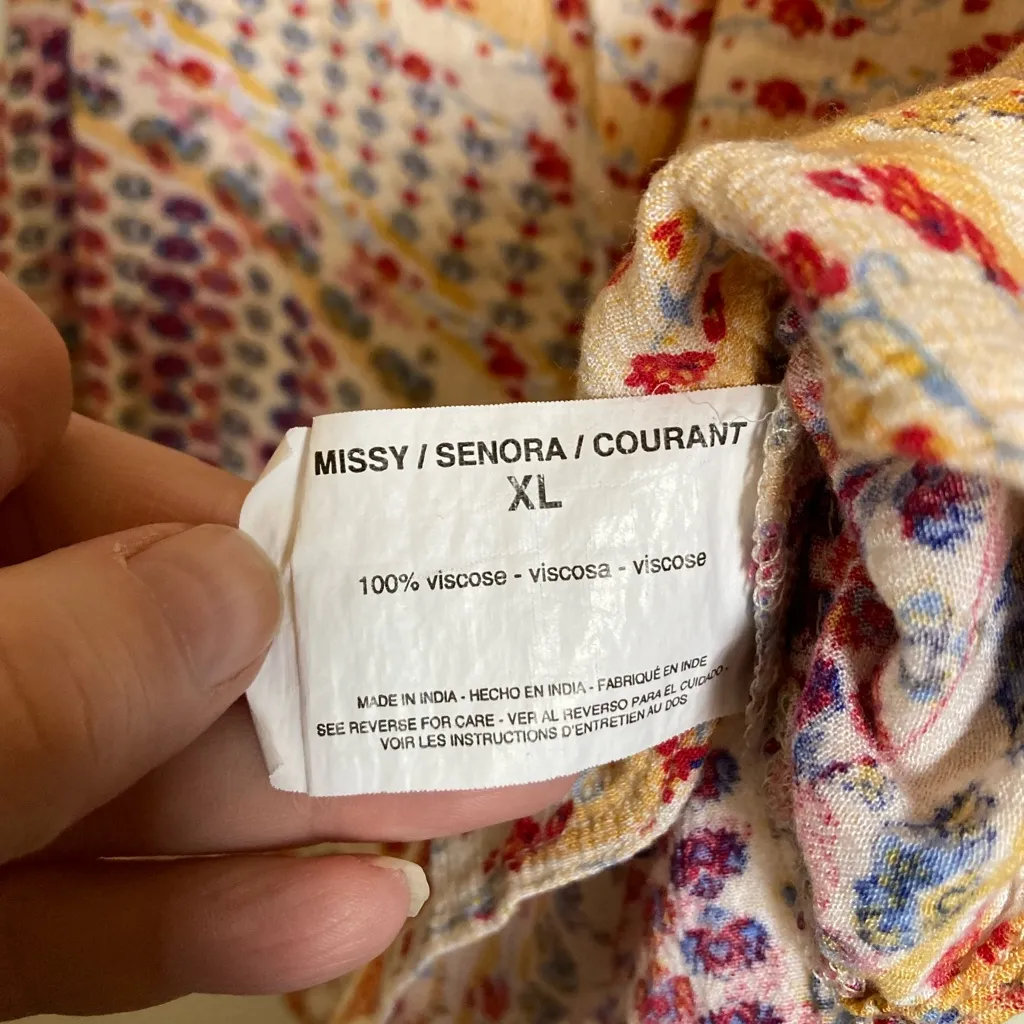 MISSY / SENORA / COURANT
XL
100% viscose - viscosa - viscose
MADE IN INDIA - HECHO EN INDIA - FABRIQUÉ EN INDE
SEE REVERSE FOR CARE - VER AL REVERSO PARA EL CUIDADO -
VOIR LES INSTRUCTIONS D'ENTRETIEN AU DOS